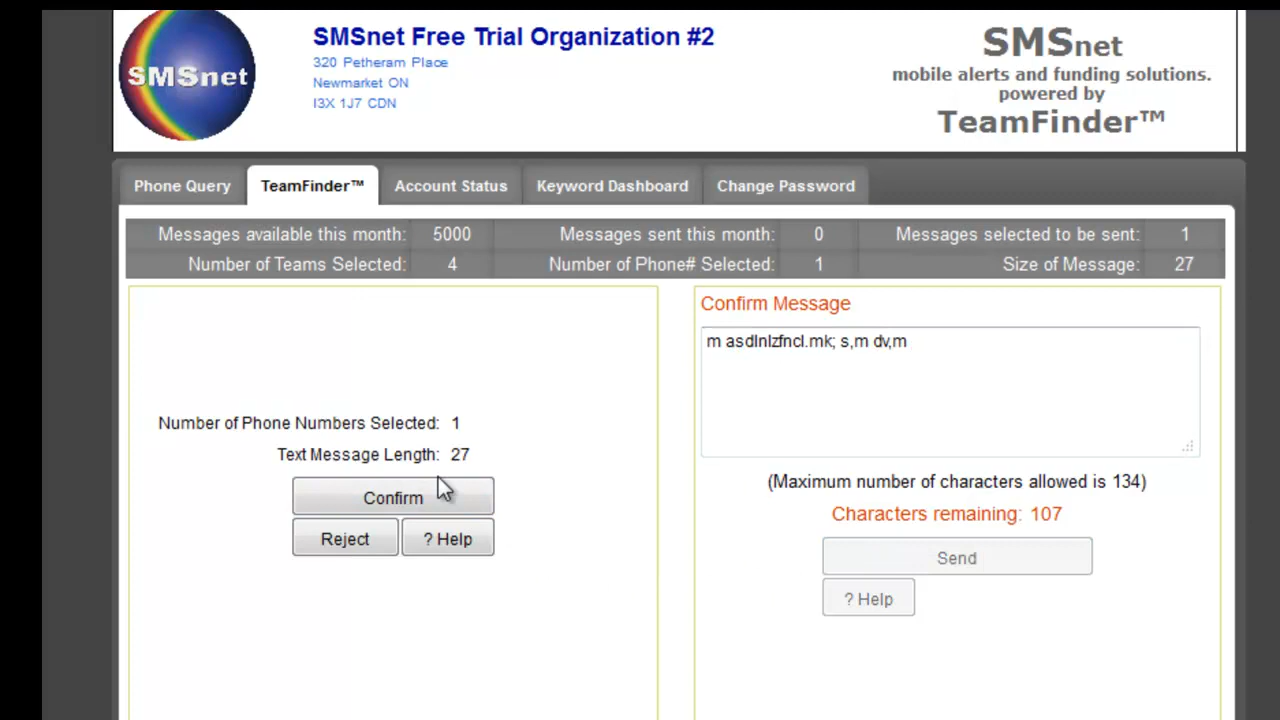 SMSnet
SMSnet Free Trial Organization #2
320 Petheram Place
Newmarket ON
I3X 1J7 CDN
SMSnet
mobile alerts and funding solutions.
powered by
TeamFinder™
Phone Query
TeamFinder™
Account Status
Keyword Dashboard
Change Password
Messages available this month: 5000
Messages sent this month: 0
Messages selected to be sent: 1
Number of Teams Selected: 4
Number of Phone# Selected: 1
Size of Message: 27
Number of Phone Numbers Selected: 1
Text Message Length: 27
Confirm
Reject
? Help
Confirm Message
m asdlnlzfncl.mk; s,m dv,m
(Maximum number of characters allowed is 134)
Characters remaining: 107
Send
? Help